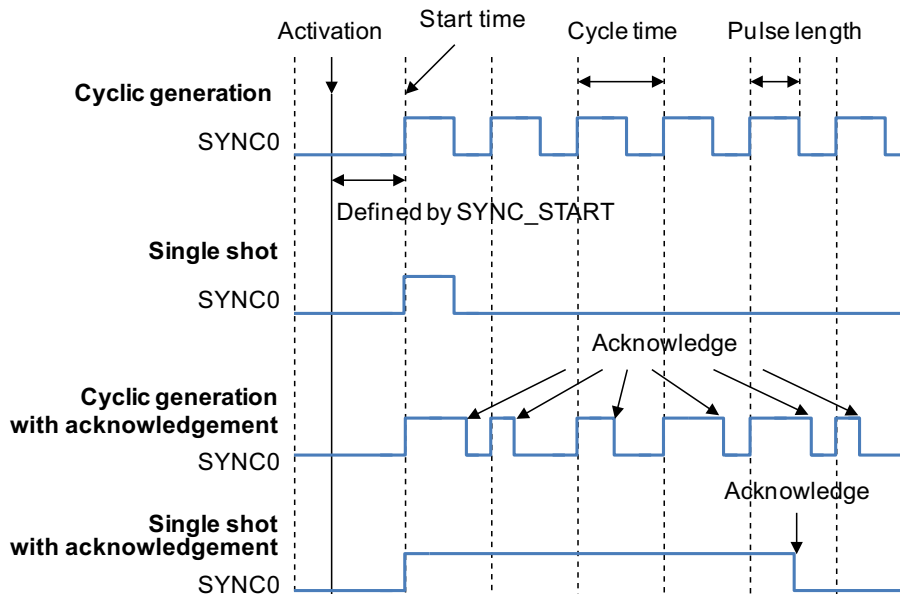 Activation
Start time
Cycle time
Pulse length
Cyclic generation
SYNC0
Defined by SYNC_START
Single shot
SYNC0
Acknowledge
Cyclic generation
with acknowledgement
SYNC0
Acknowledge
Single shot
with acknowledgement
SYNC0